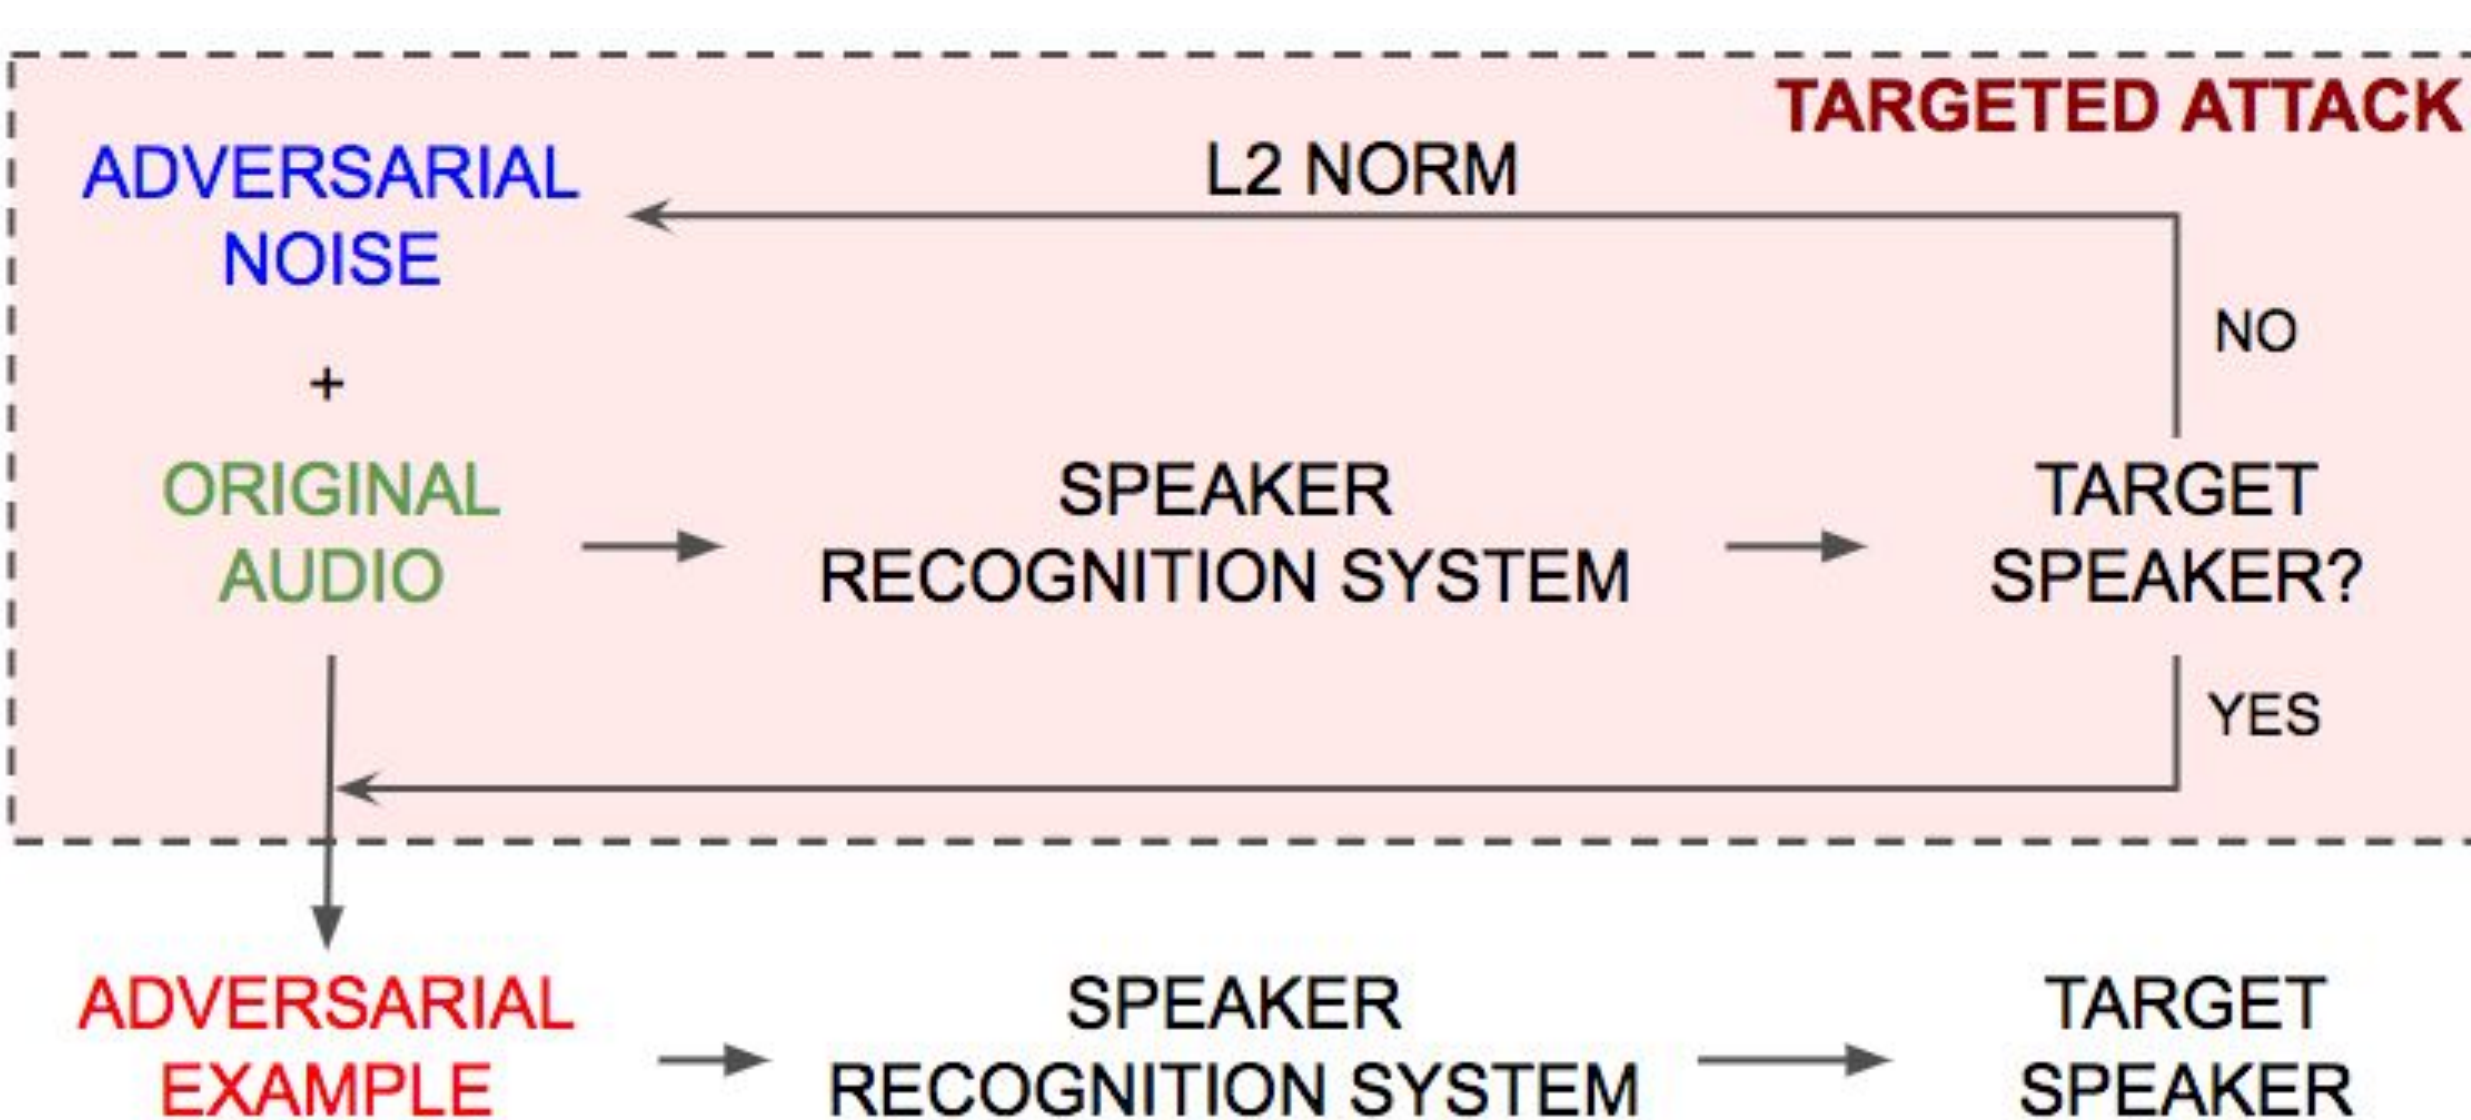 TARGETED ATTACK
ADVERSARIAL
NOISE
L2 NORM
NO
+
ORIGINAL
AUDIO
SPEAKER
RECOGNITION SYSTEM
TARGET
SPEAKER?
YES
ADVERSARIAL
EXAMPLE
SPEAKER
RECOGNITION SYSTEM
TARGET
SPEAKER